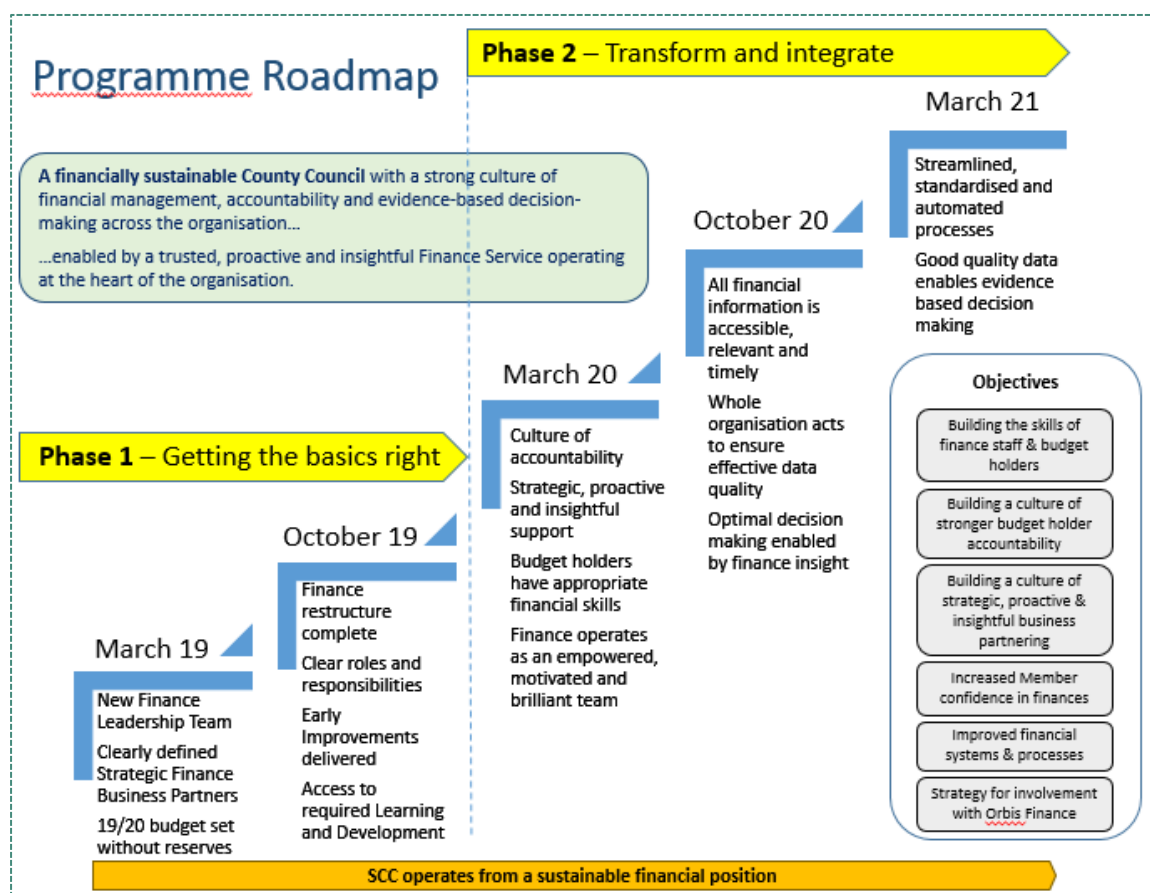 Programme Roadmap
Phase 2 – Transform and integrate
A financially sustainable County Council with a strong culture of
financial management, accountability and evidence-based decision-
making across the organisation…
…enabled by a trusted, proactive and insightful Finance Service operating
at the heart of the organisation.
Phase 1 – Getting the basics right
March 19
New Finance
Leadership Team
Clearly defined
Strategic Finance
Business Partners
19/20 budget set
without reserves
October 19
Finance
restructure
complete
Clear roles and
responsibilities
Early
Improvements
delivered
Access to
required Learning
and Development
March 20
Culture of
accountability
Strategic, proactive
and insightful
support
Budget holders
have appropriate
financial skills
Finance operates
as an empowered,
motivated and
brilliant team
October 20
All financial
information is
accessible,
relevant and
timely
Whole
organisation acts
to ensure
effective data
quality
Optimal decision
making enabled
by finance insight
March 21
Streamlined,
standardised and
automated
processes
Good quality data
enables evidence
based decision
making
Objectives
Building the skills of
finance staff & budget
holders
Building a culture of
stronger budget holder
accountability
Building a culture of
strategic, proactive &
insightful business
partnering
Increased Member
confidence in finances
Improved financial
systems & processes
Strategy for involvement
with Orbis Finance
SCC operates from a sustainable financial position